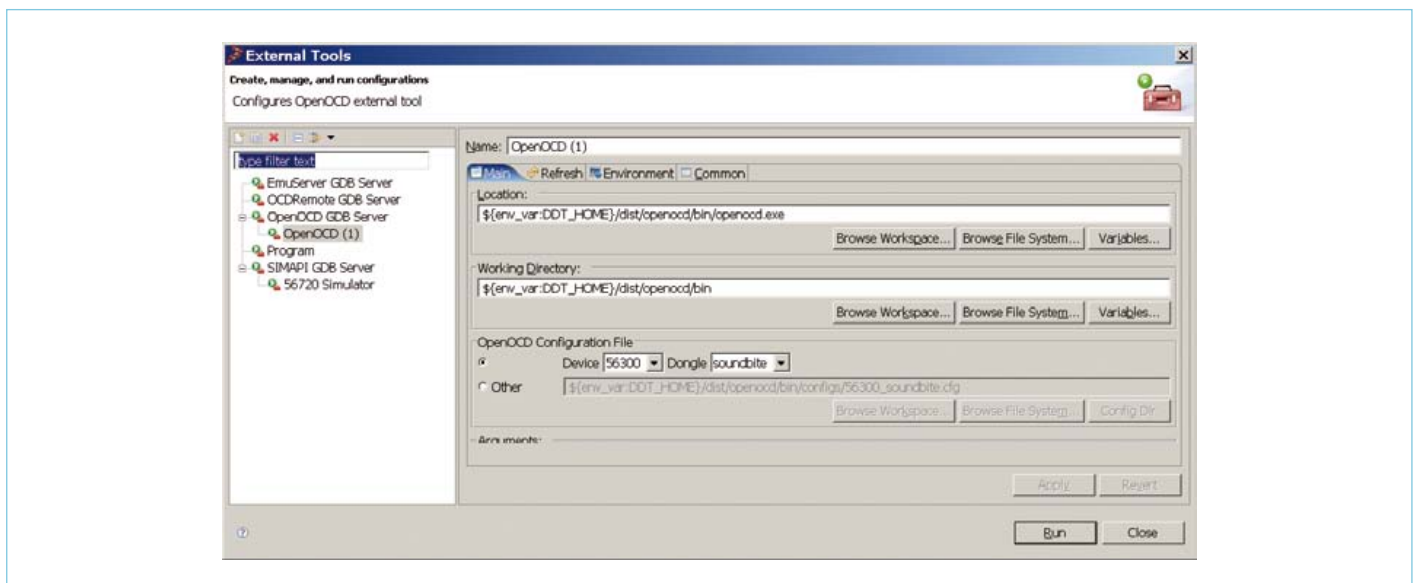 External Tools
Create, manage, and run configurations
Configures OpenOCD external tool
type filter text
EmuServer GDB Server
OCDRemote GDB Server
OpenOCD GDB Server
OpenOCD (1)
Program
SIMAPI GDB Server
56720 Simulator
Name: OpenOCD (1)
Main Refresh Environment Common
Location:
${env_var:DDT_HOME}/dist/openocd/bin/openocd.exe
Browse Workspace... Browse File System... Variables...
Working Directory:
${env_var:DDT_HOME}/dist/openocd/bin
Browse Workspace... Browse File System... Variables...
OpenOCD Configuration File
Device 56300 Dongle soundbite
Other ${env_var:DDT_HOME}/dist/openocd/bin/configs/56300_soundbite.cfg
Browse Workspace... Browse File System... Config Dir
Arguments:
Apply Revert
Run Close